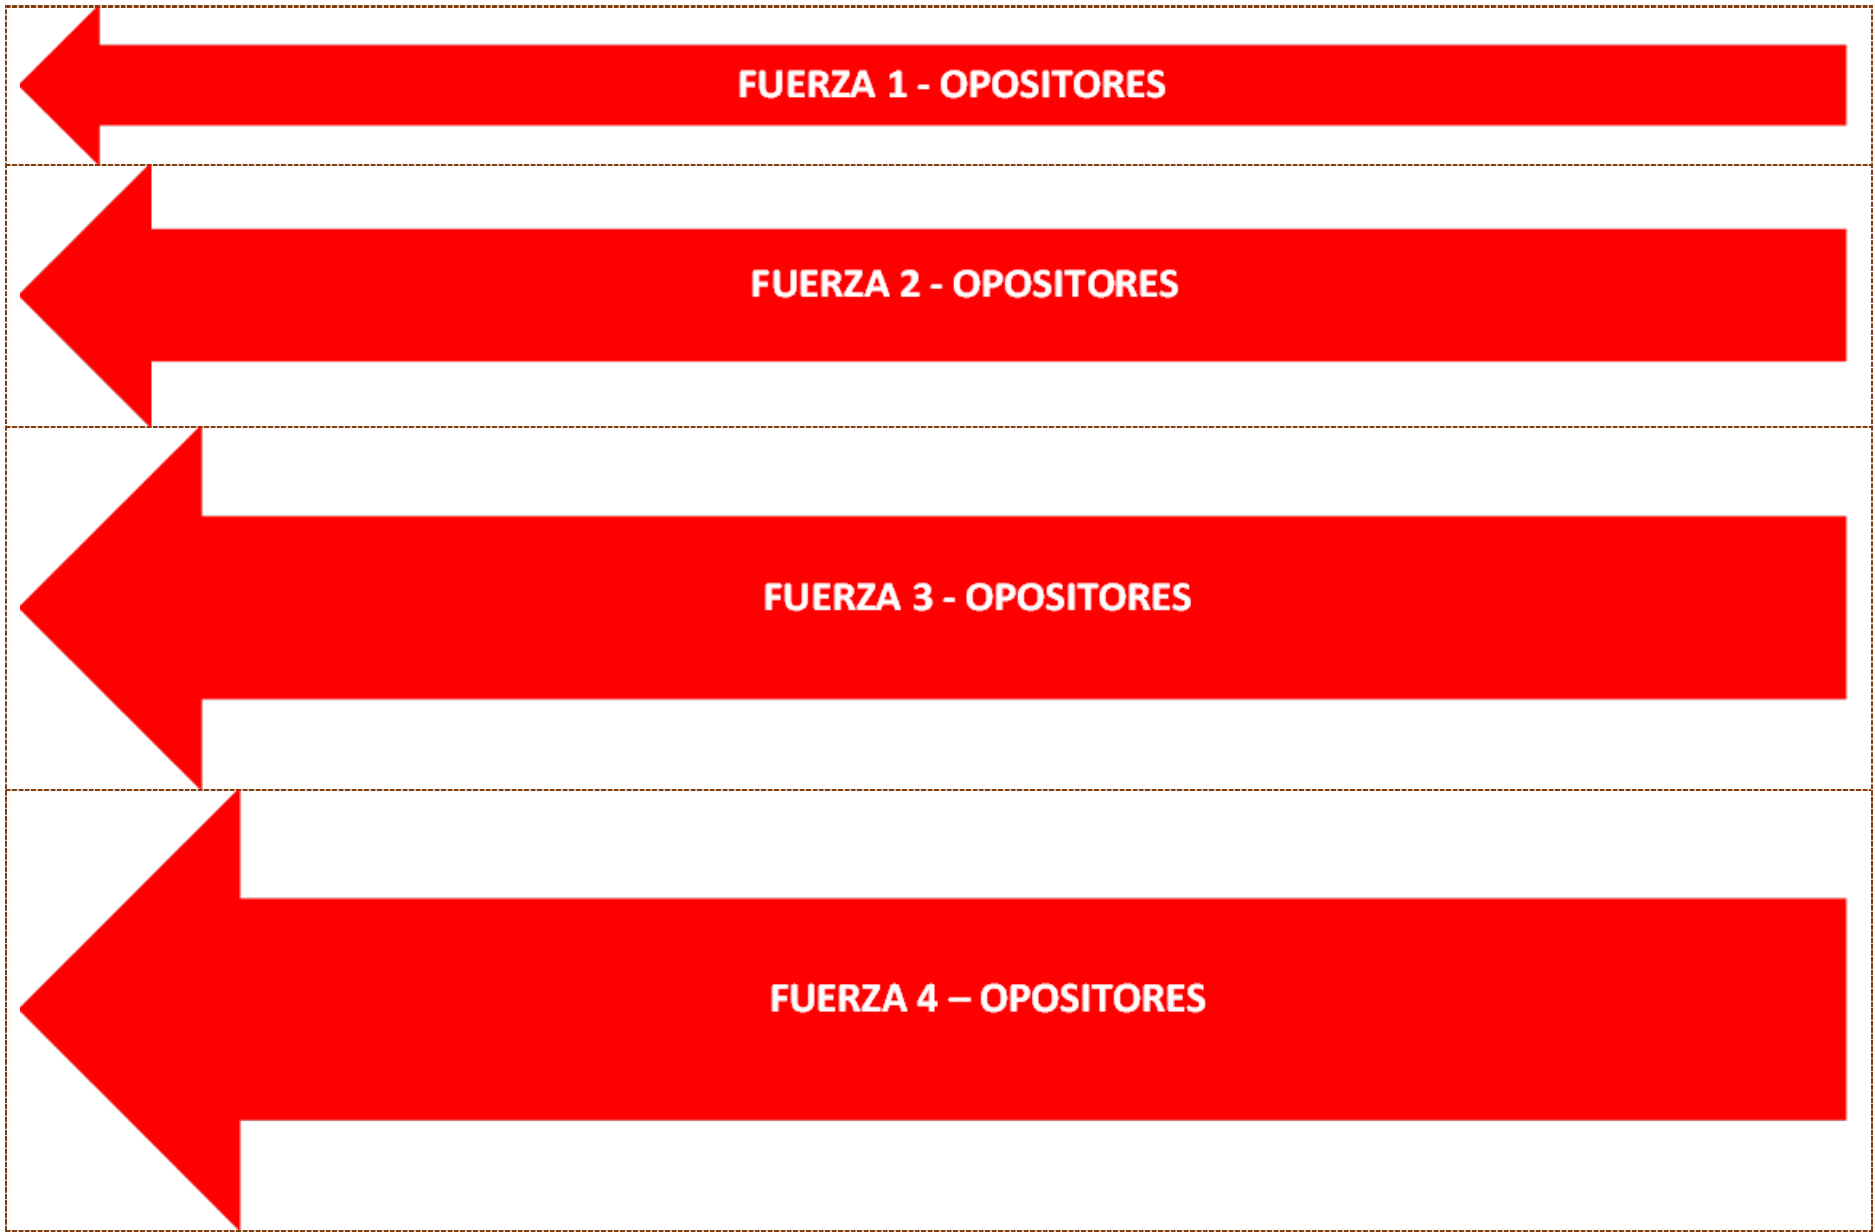 FUERZA 1 - OPOSITORES
FUERZA 2 - OPOSITORES
FUERZA 3 - OPOSITORES
FUERZA 4 – OPOSITORES